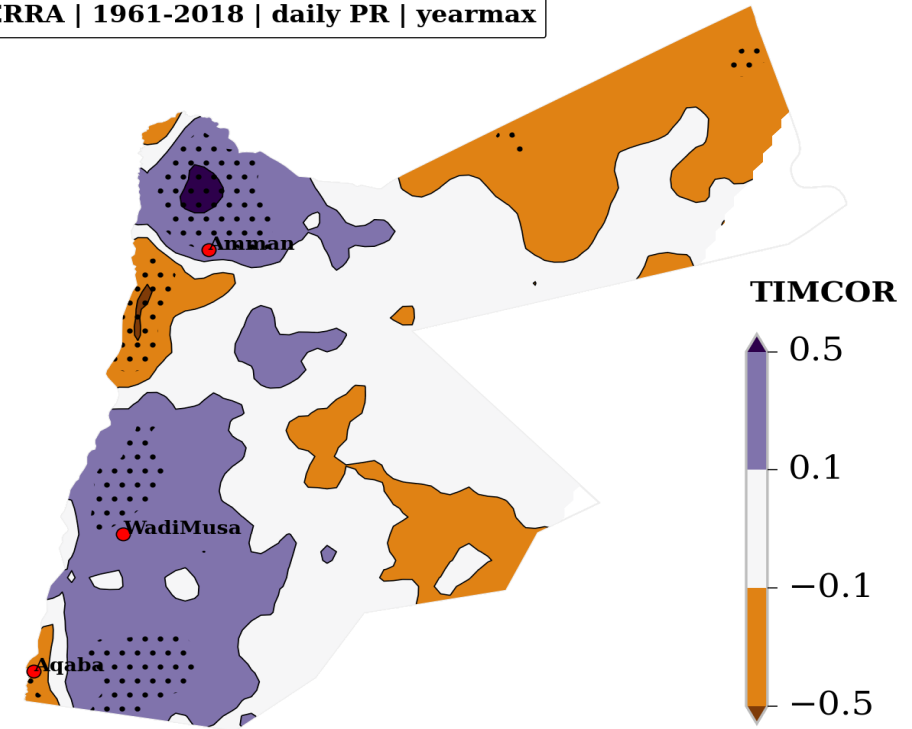 ERRA | 1961-2018 | daily PR | yearmax
Amman
TIMCOR
0.5
0.1
WadiMusa
−0.1
Aqaba
−0.5